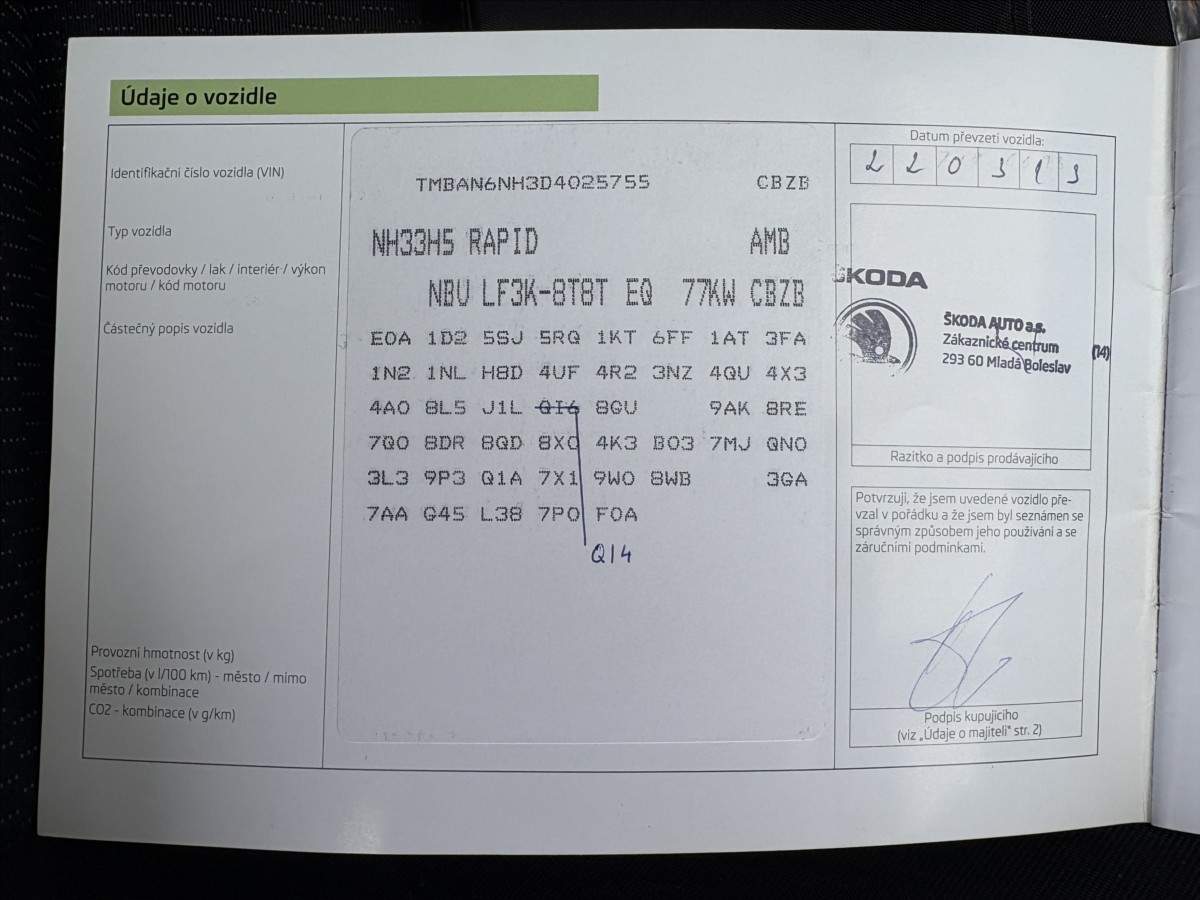 Údaje o vozidle
Identifikační číslo vozidla (VIN)
TMBAN6NH3D4025755 CBZB
Typ vozidla
NH33H5 RAPID AMB
Kód převodovky / lak / interiér / výkon
motoru / kód motoru
NBU LF3K-8T8T EQ 77KW CBZB
Částečný popis vozidla
E0A 1D2 5SJ 5RQ 1KT 6FF 1AT 3FA
1N2 1NL H8D 4UF 4R2 3NZ 4QU 4X3
4A0 8L5 J1L QI6 8GU 9AK 8RE
7Q0 8DR 8QD 8X0 4K3 B03 7MJ QN0
3L3 9P3 Q1A 7X1 9W0 8WB 3GA
7AA G45 L38 7P0 F0A
QI4
Provozní hmotnost (v kg)
Spotřeba (v l/100 km) - město / mimo
město / kombinace
CO2 - kombinace (v g/km)
Datum převzetí vozidla:
2 2 0 3 1 3
ŠKODA
ŠKODA AUTO a.s.
Zákaznické centrum
293 60 Mladá Boleslav
(14)
Razítko a podpis prodávajícího
Potvrzuji, že jsem uvedené vozidlo pře-
vzal v pořádku a že jsem byl seznámen se
správným způsobem jeho používání a se
záručními podmínkami.
Podpis kupujícího
(viz „Údaje o majiteli" str. 2)